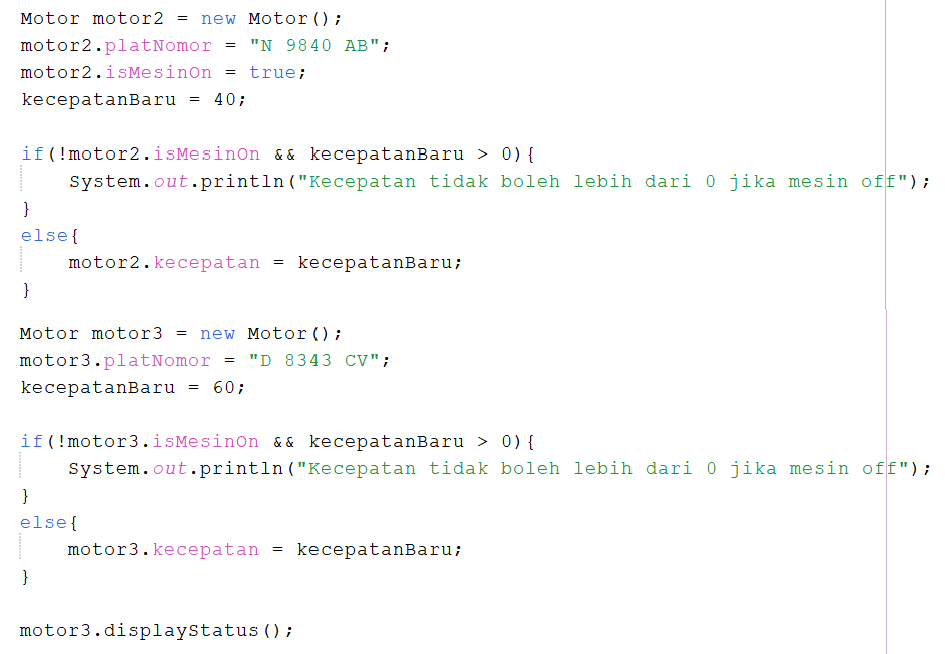 Motor motor2 = new Motor();
motor2.platNomor = "N 9840 AB";
motor2.isMesinOn = true;
kecepatanBaru = 40;
if(!motor2.isMesinOn && kecepatanBaru > 0){
System.out.println("Kecepatan tidak boleh lebih dari 0 jika mesin off");
}
else{
motor2.kecepatan = kecepatanBaru;
}
Motor motor3 = new Motor();
motor3.platNomor = "D 8343 CV";
kecepatanBaru = 60;
if(!motor3.isMesinOn && kecepatanBaru > 0){
System.out.println("Kecepatan tidak boleh lebih dari 0 jika mesin off");
}
else{
motor3.kecepatan = kecepatanBaru;
}
motor3.displayStatus();